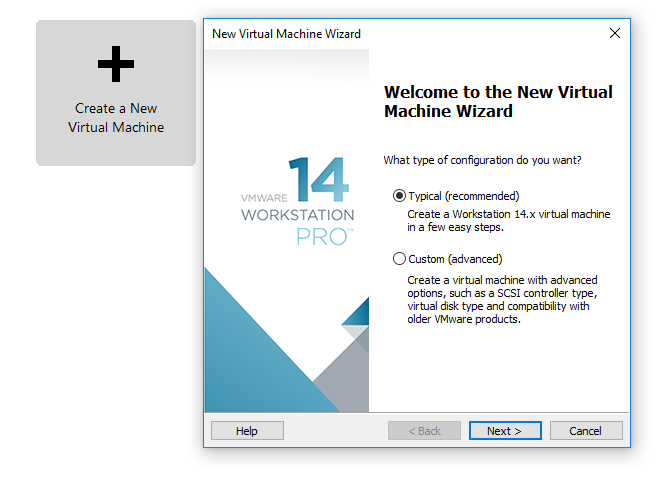 Create a New
Virtual Machine
New Virtual Machine Wizard
14
VMWARE
WORKSTATION
PRO™
Welcome to the New Virtual
Machine Wizard
What type of configuration do you want?
Typical (recommended)
Create a Workstation 14.x virtual machine
in a few easy steps.
Custom (advanced)
Create a virtual machine with advanced
options, such as a SCSI controller type,
virtual disk type and compatibility with
older VMware products.
Help
< Back
Next >
Cancel